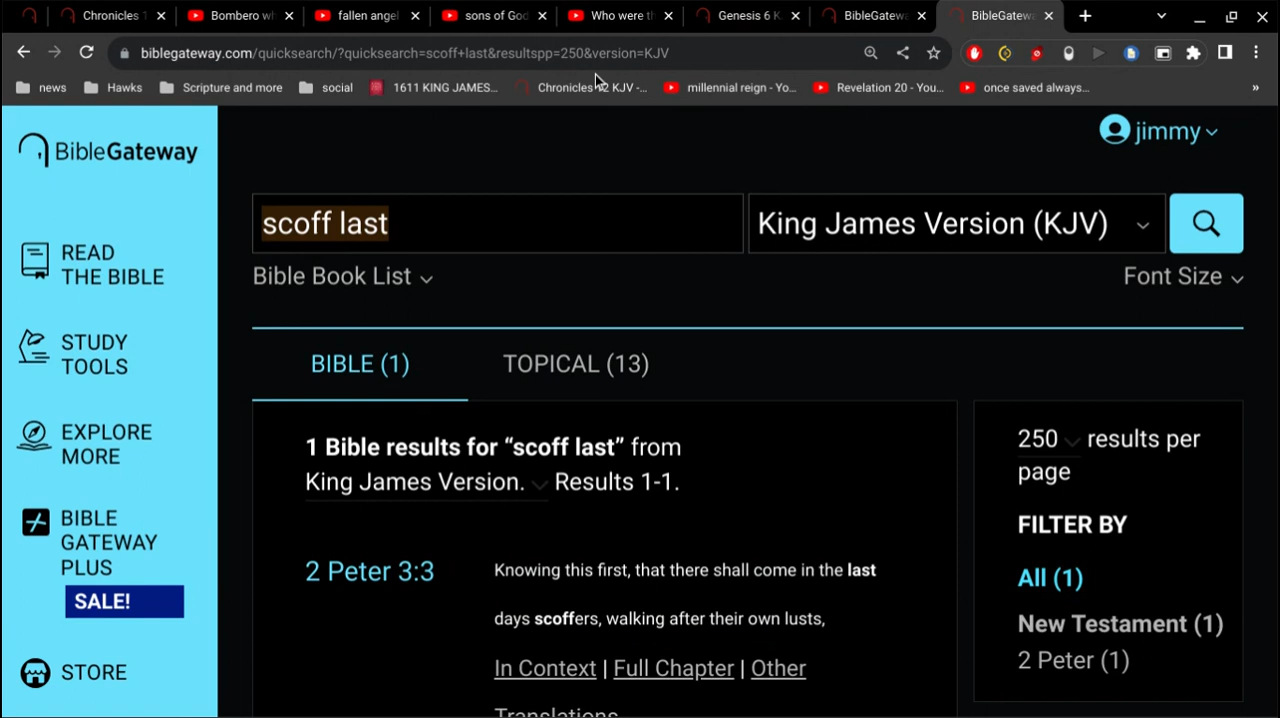 Chronicles 1
Bombero wh
fallen angel
sons of God
Who were th
Genesis 6 K
BibleGatew
BibleGatew
biblegateway.com/quicksearch/?quicksearch=scoff+last&resultspp=250&version=KJV
news
Hawks
Scripture and more
social
1611 KING JAMES...
Chronicles 2 KJV -...
millennial reign - Yo...
Revelation 20 - You...
once saved always...
»
BibleGateway
jimmy
scoff last
King James Version (KJV)
Bible Book List
Font Size
READ
THE BIBLE
STUDY
TOOLS
EXPLORE
MORE
BIBLE
GATEWAY
PLUS
SALE!
STORE
BIBLE (1)
TOPICAL (13)
1 Bible results for “scoff last” from
King James Version. Results 1-1.
2 Peter 3:3
Knowing this first, that there shall come in the last
days scoffers, walking after their own lusts,
In Context | Full Chapter | Other
Translations
250 results per
page
FILTER BY
All (1)
New Testament (1)
2 Peter (1)